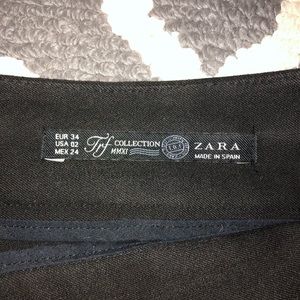 EUR 34
USA 02
MEX 24
Trf COLLECTION
MMXI
ZARA
MADE IN SPAIN